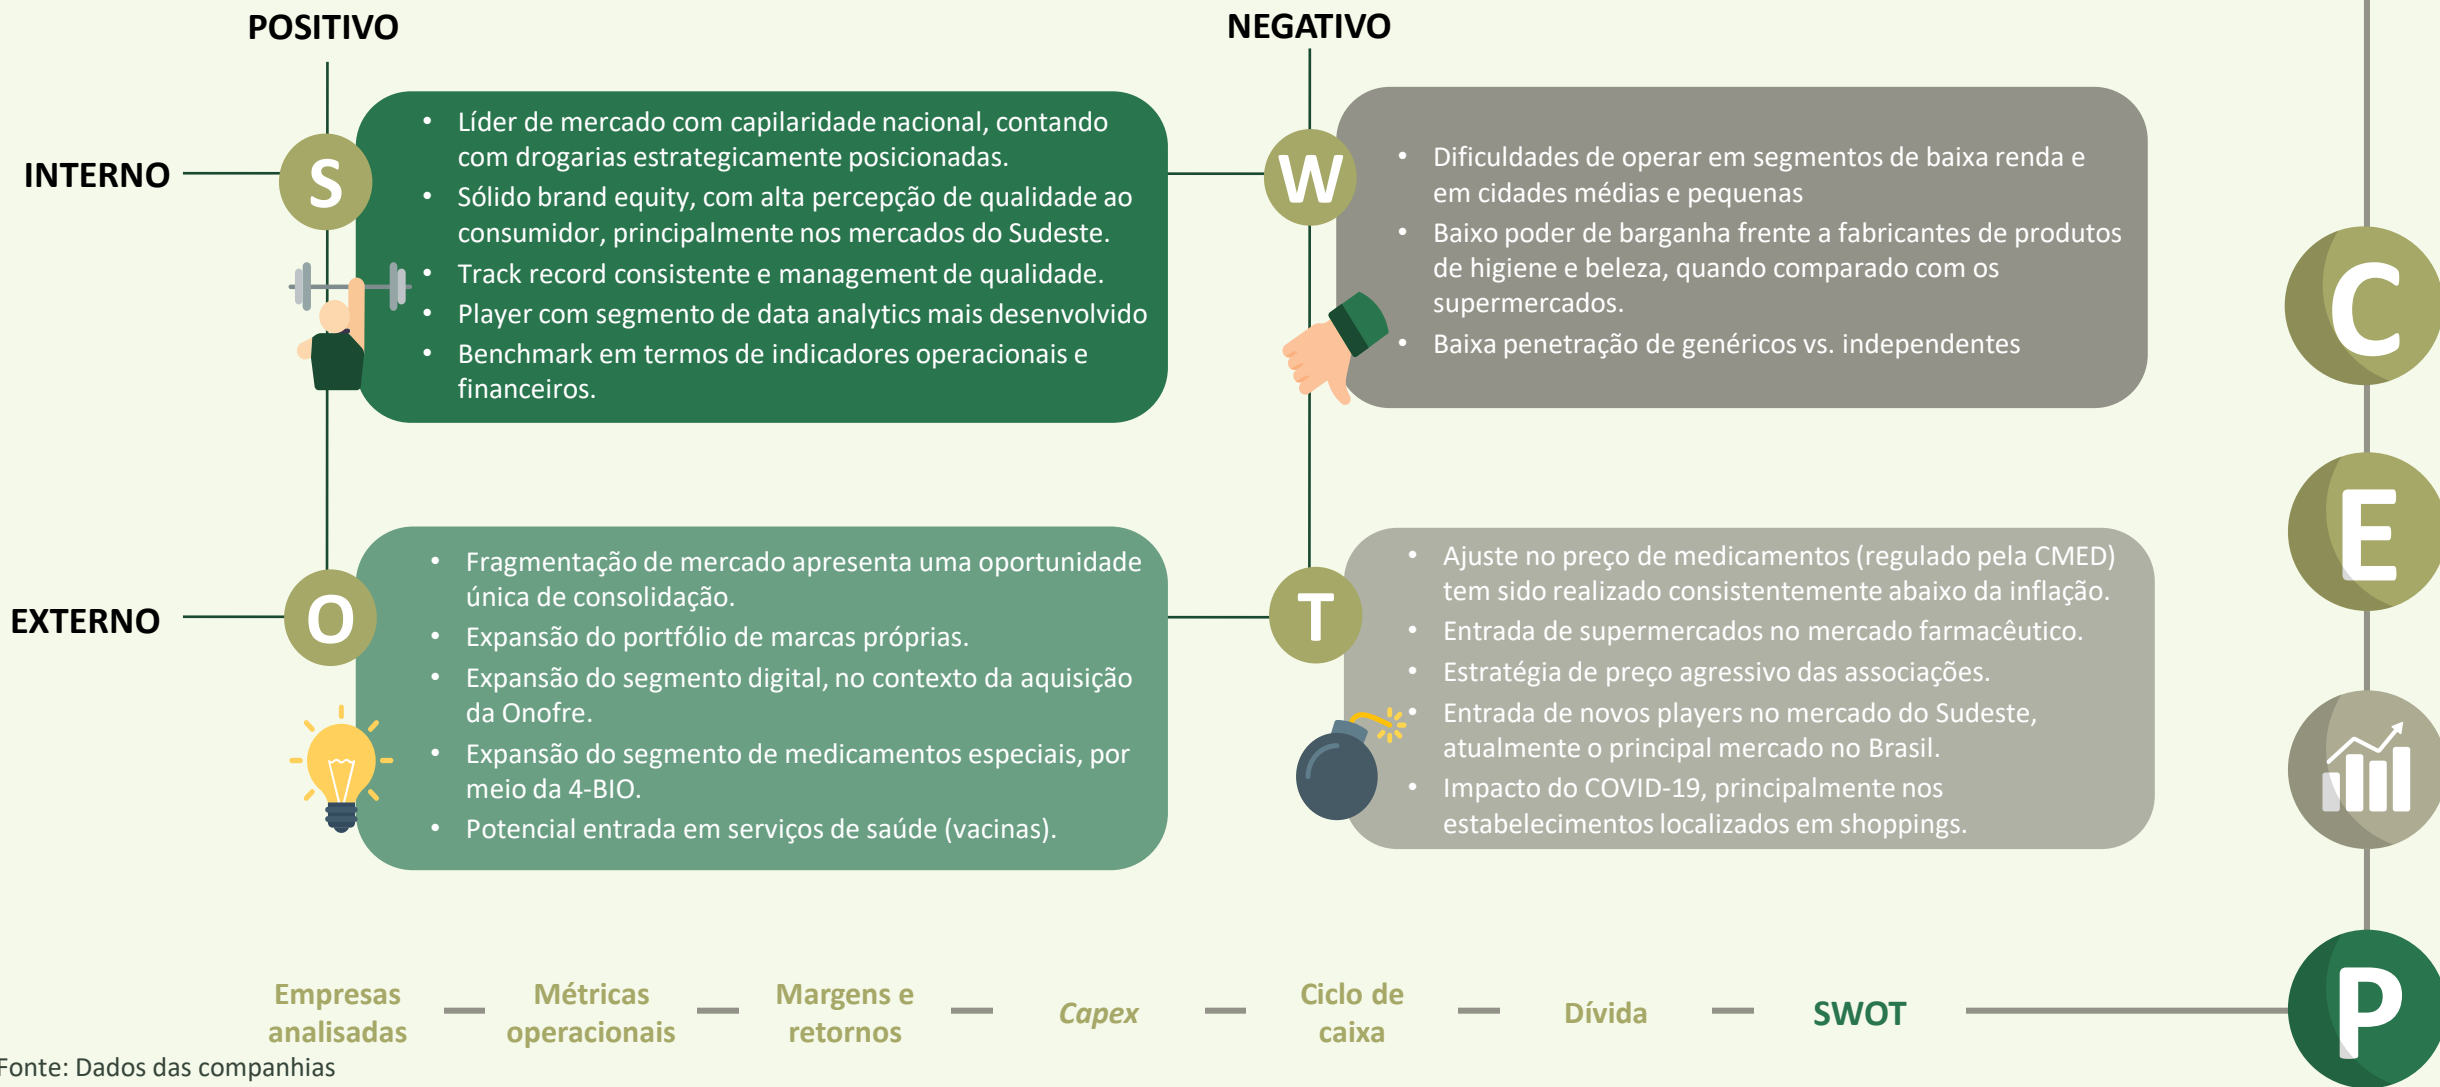 POSITIVO
NEGATIVO
INTERNO
S
• Líder de mercado com capilaridade nacional, contando
com drogarias estrategicamente posicionadas.
• Sólido brand equity, com alta percepção de qualidade ao
consumidor, principalmente nos mercados do Sudeste.
• Track record consistente e management de qualidade.
• Player com segmento de data analytics mais desenvolvido
• Benchmark em termos de indicadores operacionais e
financeiros.
W
• Dificuldades de operar em segmentos de baixa renda e
em cidades médias e pequenas
• Baixo poder de barganha frente a fabricantes de produtos
de higiene e beleza, quando comparado com os
supermercados.
• Baixa penetração de genéricos vs. independentes
EXTERNO
O
• Fragmentação de mercado apresenta uma oportunidade
única de consolidação.
• Expansão do portfólio de marcas próprias.
• Expansão do segmento digital, no contexto da aquisição
da Onofre.
• Expansão do segmento de medicamentos especiais, por
meio da 4-BIO.
• Potencial entrada em serviços de saúde (vacinas).
T
• Ajuste no preço de medicamentos (regulado pela CMED)
tem sido realizado consistentemente abaixo da inflação.
• Entrada de supermercados no mercado farmacêutico.
• Estratégia de preço agressivo das associações.
• Entrada de novos players no mercado do Sudeste,
atualmente o principal mercado no Brasil.
• Impacto do COVID-19, principalmente nos
estabelecimentos localizados em shoppings.
C
E
P
Empresas
analisadas
Métricas
operacionais
Margens e
retornos
Capex
Ciclo de
caixa
Dívida
SWOT
Fonte: Dados das companhias